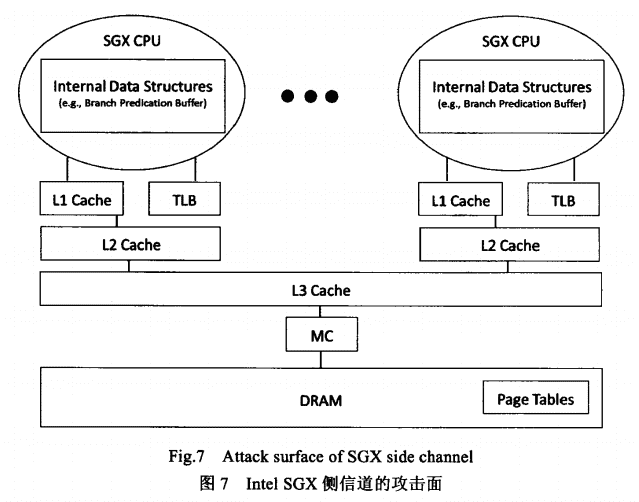 SGX CPU
Internal Data Structures
(e.g., Branch Predication Buffer)
L1 Cache
TLB
L2 Cache
SGX CPU
Internal Data Structures
(e.g., Branch Predication Buffer)
L1 Cache
TLB
L2 Cache
L3 Cache
MC
DRAM
Page Tables
Fig.7 Attack surface of SGX side channel
图 7 Intel SGX 侧信道的攻击面